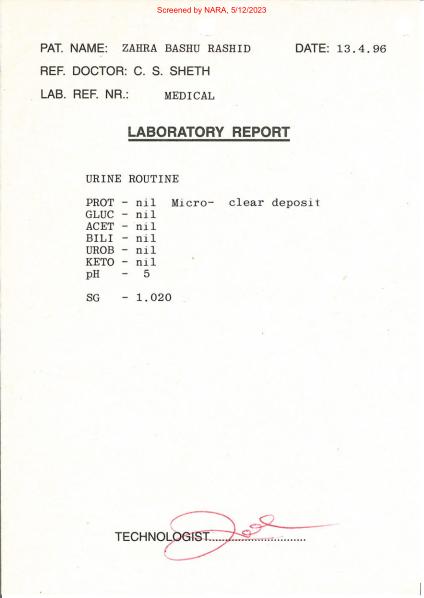 Screened by NARA, 5/12/2023
PAT. NAME: ZAHRA BASHU RASHID DATE: 13.4.96
REF. DOCTOR: C. S. SHETH
LAB. REF. NR.: MEDICAL
LABORATORY REPORT
URINE ROUTINE
PROT - nil Micro- clear deposit
GLUC - nil
ACET - nil
BILI - nil
UROB - nil
KETO - nil
pH - 5
SG - 1.020
TECHNOLOGIST..............................